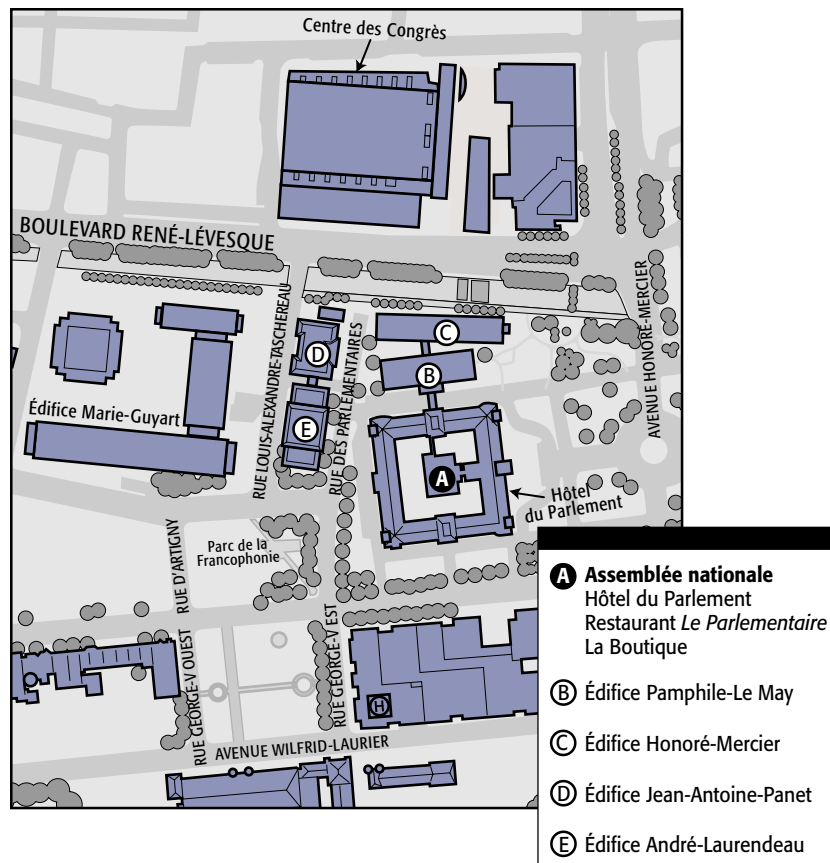 Centre des Congrès
BOULEVARD RENÉ-LÉVESQUE
AVENUE HONORÉ-MERCIER
RUE LOUIS-ALEXANDRE-TASCHEREAU
RUE DES PARLEMENTAIRES
C
D
B
Édifice Marie-Guyart
E
A
Hôtel
du Parlement
RUE D'ARTIGNY
Parc de la
Francophonie
RUE GEORGE-V OUEST
RUE GEORGE-V EST
H
AVENUE WILFRID-LAURIER
A Assemblée nationale
Hôtel du Parlement
Restaurant Le Parlementaire
La Boutique
B Édifice Pamphile-Le May
C Édifice Honoré-Mercier
D Édifice Jean-Antoine-Panet
E Édifice André-Laurendeau